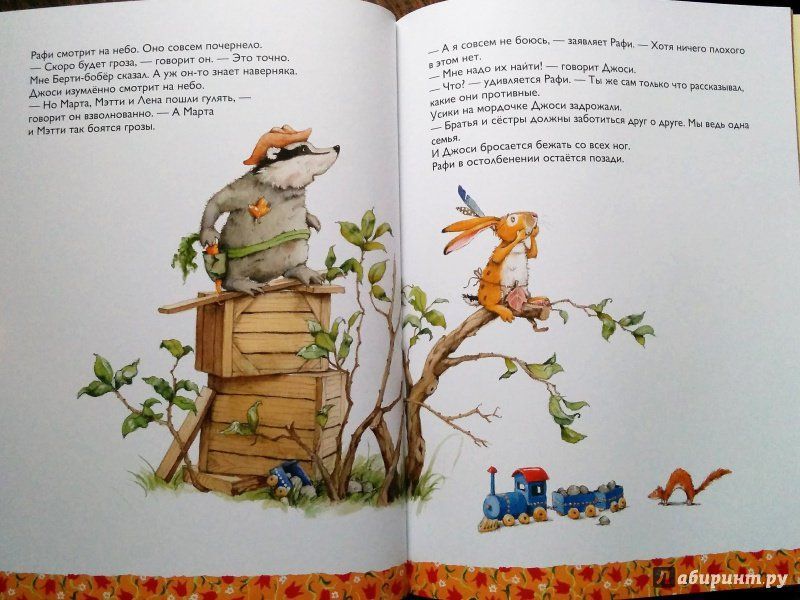 Рафи смотрит на небо. Оно совсем почернело.
— Скоро будет гроза, — говорит он. — Это точно.
Мне Берти-бобёр сказал. А уж он-то знает наверняка.
Джоси изумлённо смотрит на небо.
— Но Марта, Мэтти и Лена пошли гулять, —
говорит он взволнованно. — А Марта
и Мэтти так боятся грозы.
— А я совсем не боюсь, — заявляет Рафи. — Хотя ничего плохого
в этом нет.
— Мне надо их найти! — говорит Джоси.
— Что? — удивляется Рафи. — Ты же сам только что рассказывал,
какие они противные.
Усики на мордочке Джоси задрожали.
— Братья и сёстры должны заботиться друг о друге. Мы ведь одна
семья.
И Джоси бросается бежать со всех ног.
Рафи в остолбенении остаётся позади.
Лабиринт.ру